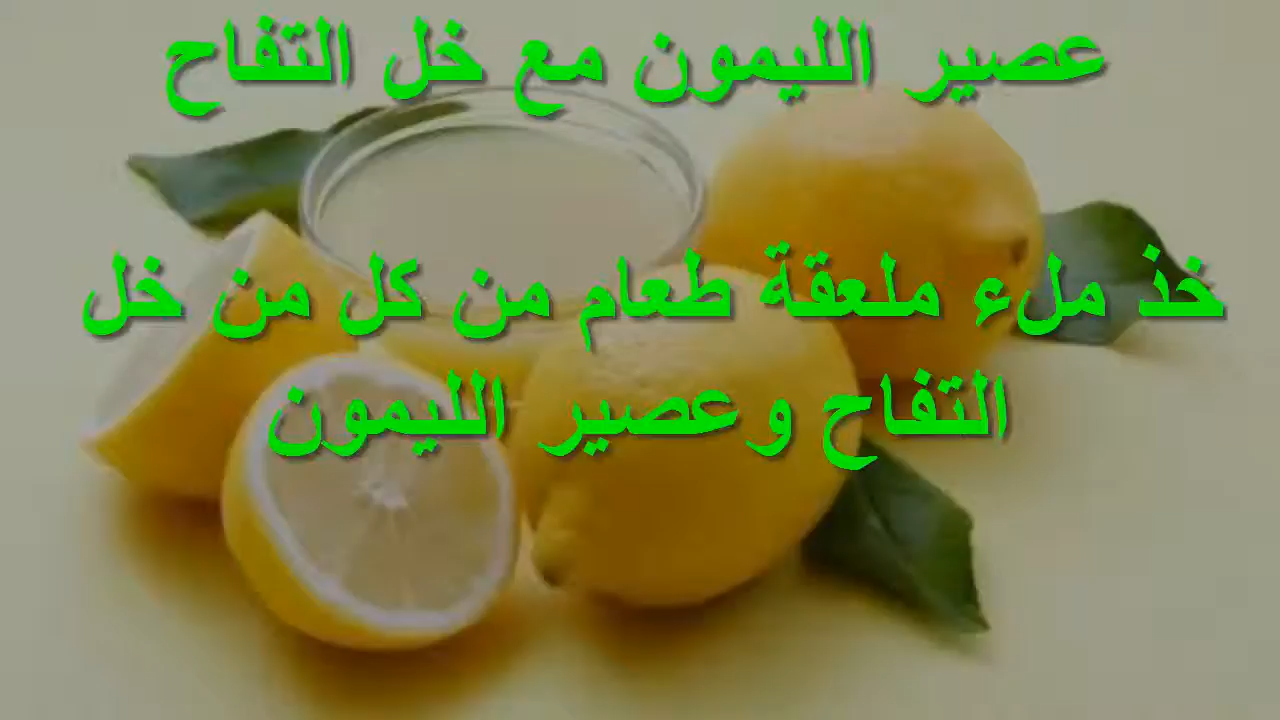 عصير الليمون مع خل التفاح
خذ ملء ملعقة طعام من كل من خل
التفاح وعصير الليمون